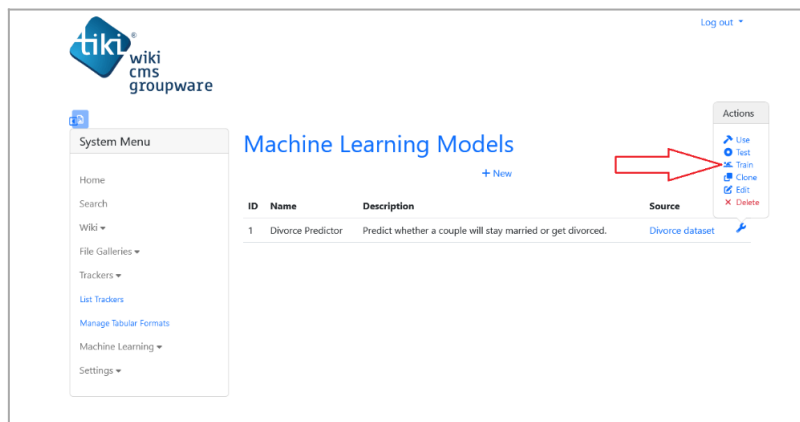 Log out
tiki®
wiki
cms
groupware
System Menu
Home
Search
Wiki
File Galleries
Trackers
List Trackers
Manage Tabular Formats
Machine Learning
Settings
Machine Learning Models
+ New
ID Name Description Source
1 Divorce Predictor Predict whether a couple will stay married or get divorced. Divorce dataset
Actions
Use
Test
Train
Clone
Edit
Delete